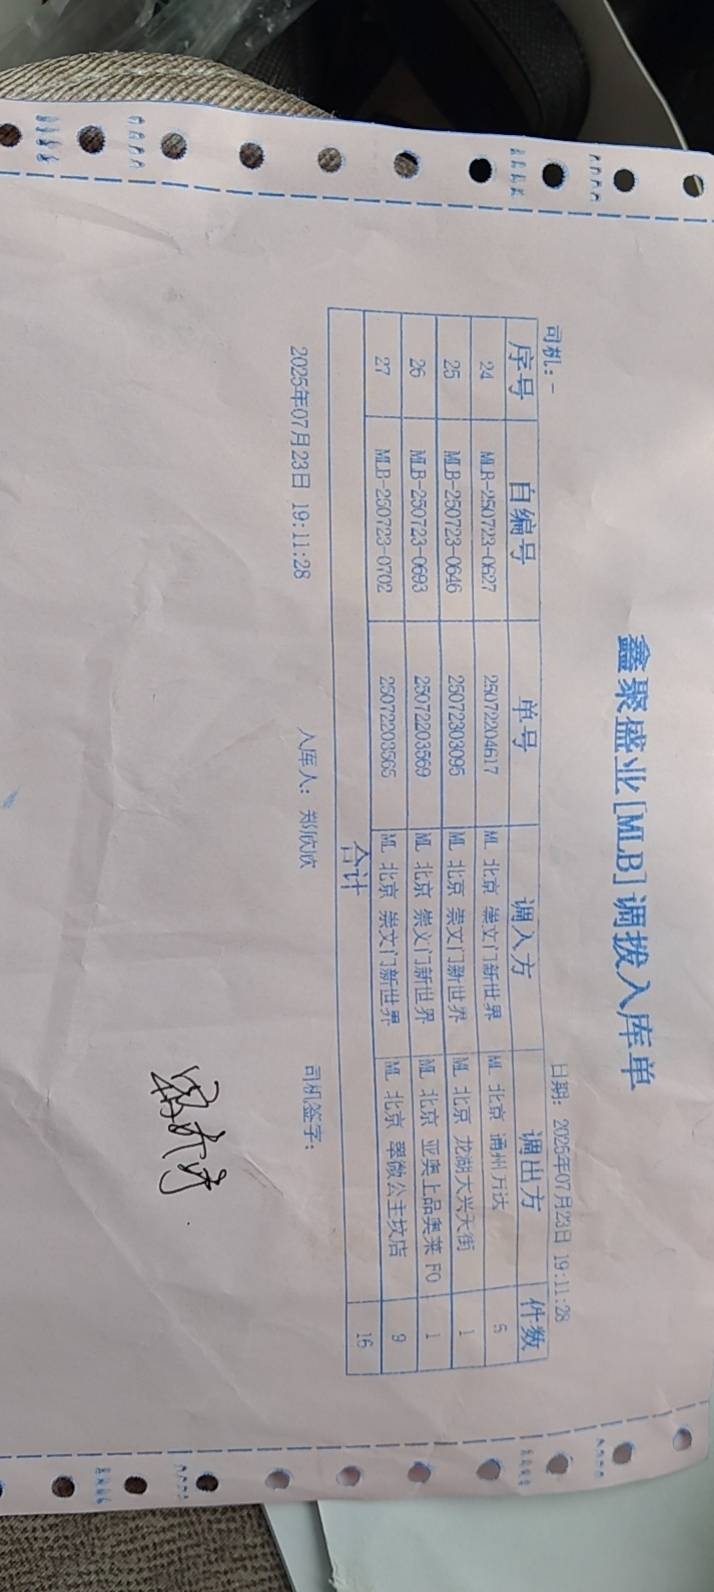 鑫聚盛业[MLB]调拨入库单
司机：- 日期：2025年07月23日 19:11:28
序号 自编号 单号 调入方 调出方 件数
24 MLB-250723-0627 25072204617 ML 北京 崇文门新世界 ML 北京 通州万达 5
25 MLB-250723-0646 25072303095 ML 北京 崇文门新世界 ML 北京 龙湖大兴天街 1
26 MLB-250723-0693 25072203569 ML 北京 崇文门新世界 ML 北京 亚奥上品奥莱 FO 1
27 MLB-250723-0702 25072203565 ML 北京 崇文门新世界 ML 北京 翠微公主坟店 9
合计 16
2025年07月23日 19:11:28 入库人：郑欣欣 司机签字：